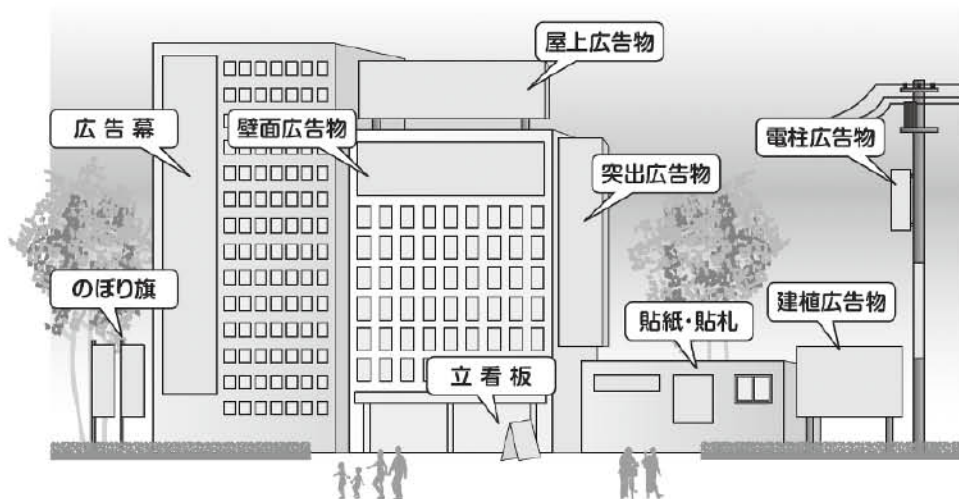 屋上広告物
広告幕
壁面広告物
電柱広告物
突出広告物
のぼり旗
建植広告物
貼紙・貼札
立看板